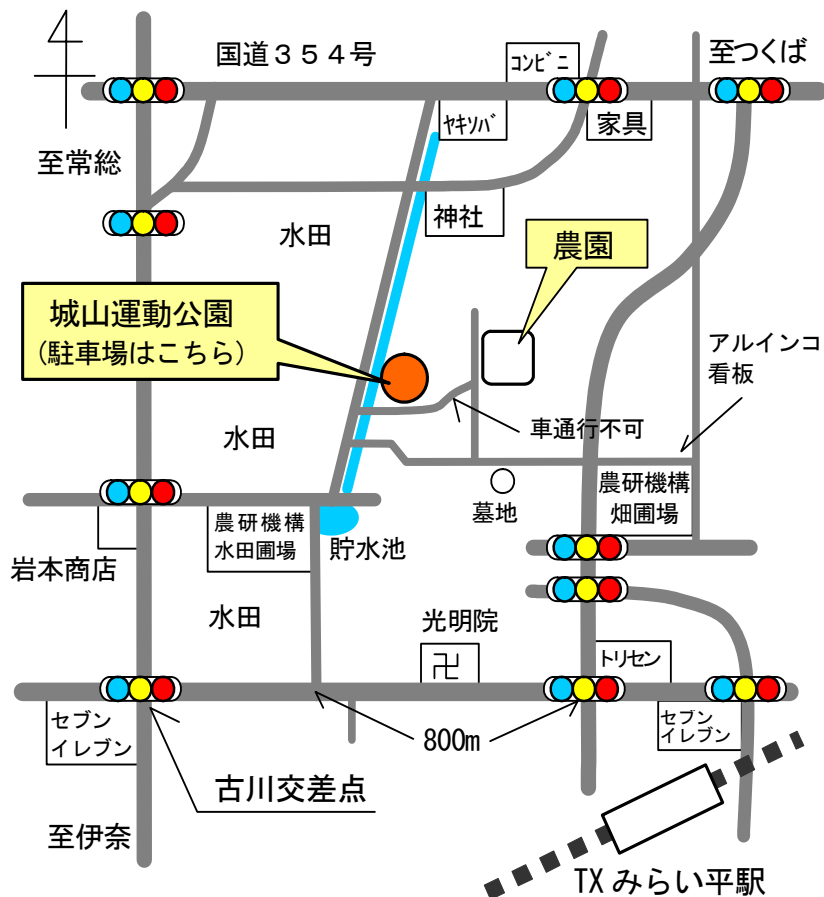 国道３５４号
ｺﾝﾋﾞﾆ
至つくば
ﾔｷｿﾊﾞ
家具
至常総
神社
水田
農園
城山運動公園
(駐車場はこちら)
アルインコ
看板
水田
車通行不可
農研機構
水田圃場
貯水池
墓地
農研機構
畑圃場
岩本商店
水田
光明院
卍
トリセン
セブン
イレブン
800m
セブン
イレブン
古川交差点
至伊奈
TX みらい平駅